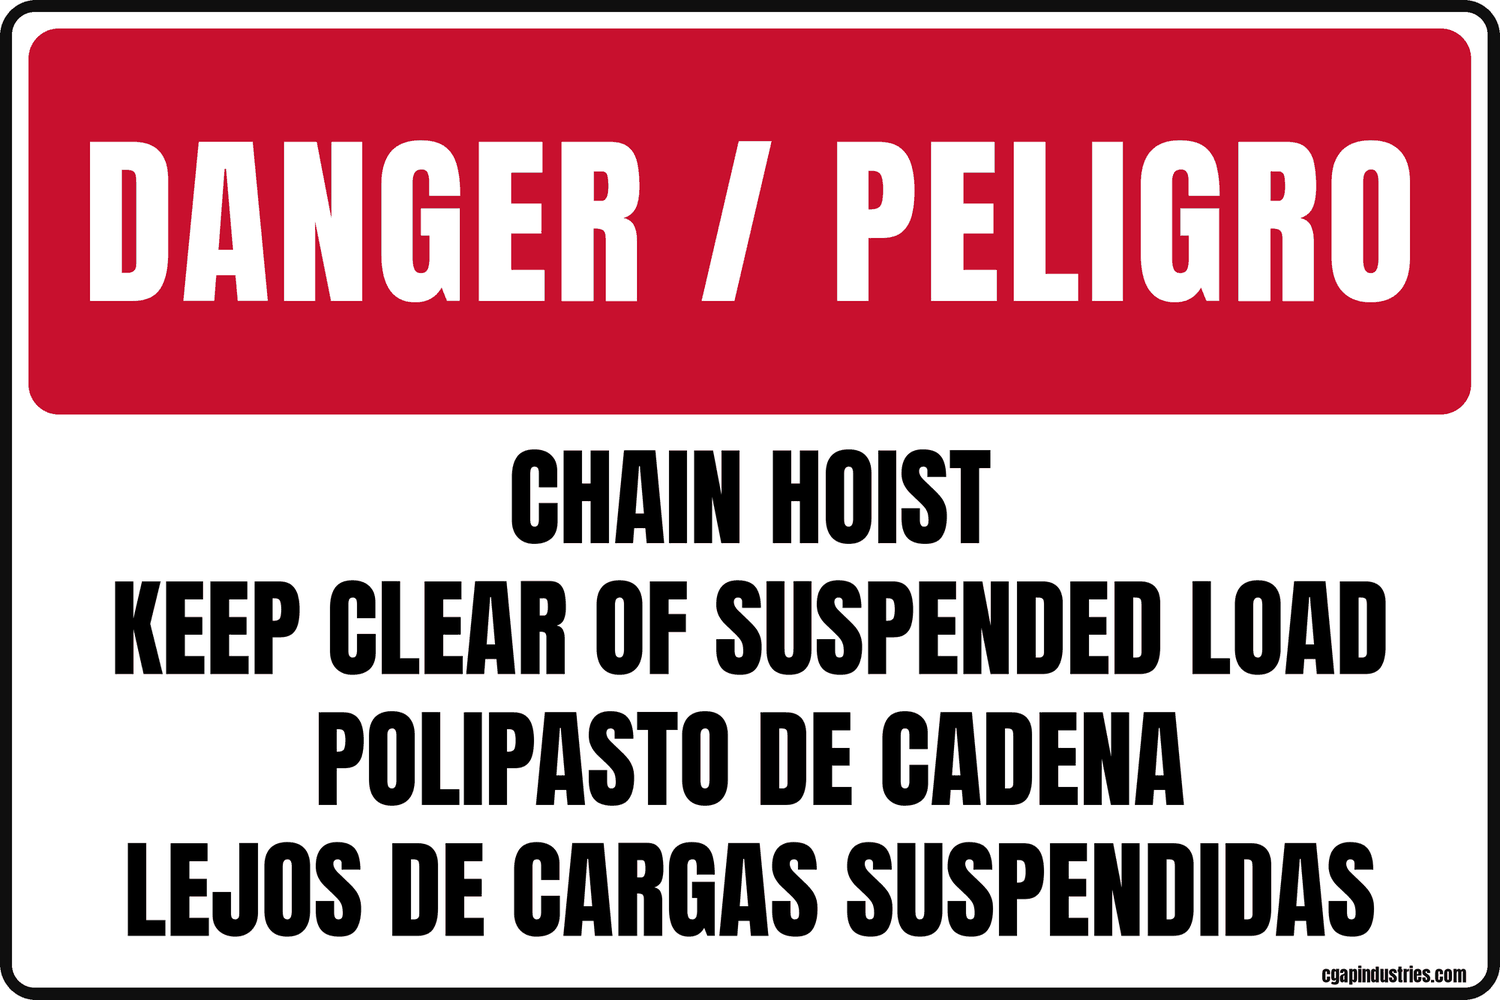 DANGER / PELIGRO
CHAIN HOIST
KEEP CLEAR OF SUSPENDED LOAD
POLIPASTO DE CADENA
LEJOS DE CARGAS SUSPENDIDAS
cgapindustries.com